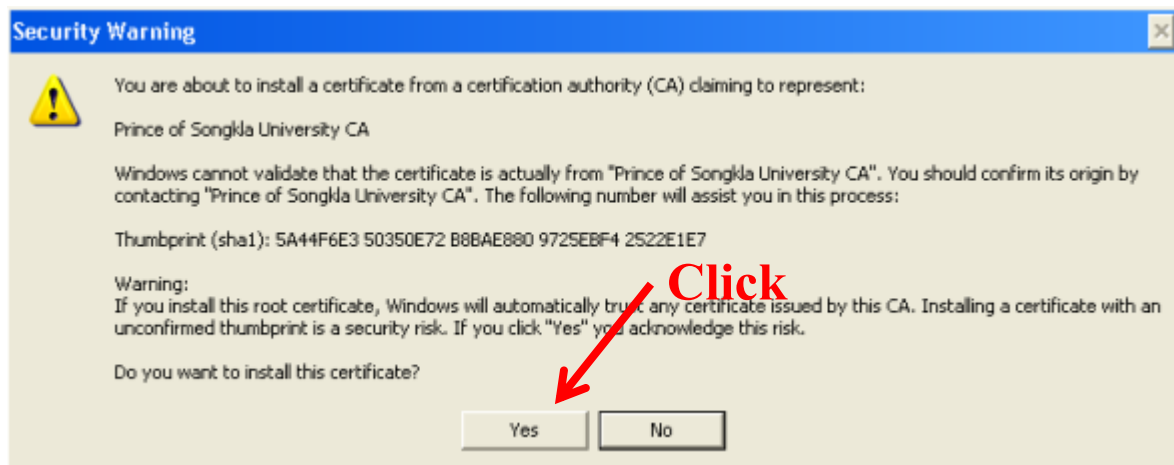 Security Warning
You are about to install a certificate from a certification authority (CA) claiming to represent:
Prince of Songkla University CA
Windows cannot validate that the certificate is actually from "Prince of Songkla University CA". You should confirm its origin by
contacting "Prince of Songkla University CA". The following number will assist you in this process:
Thumbprint (sha1): 5A44F6E3 50350E72 B8BAE880 9725EBF4 2522E1E7
Warning:
Click
If you install this root certificate, Windows will automatically trust any certificate issued by this CA. Installing a certificate with an
unconfirmed thumbprint is a security risk. If you click "Yes" you acknowledge this risk.
Do you want to install this certificate?
Yes No